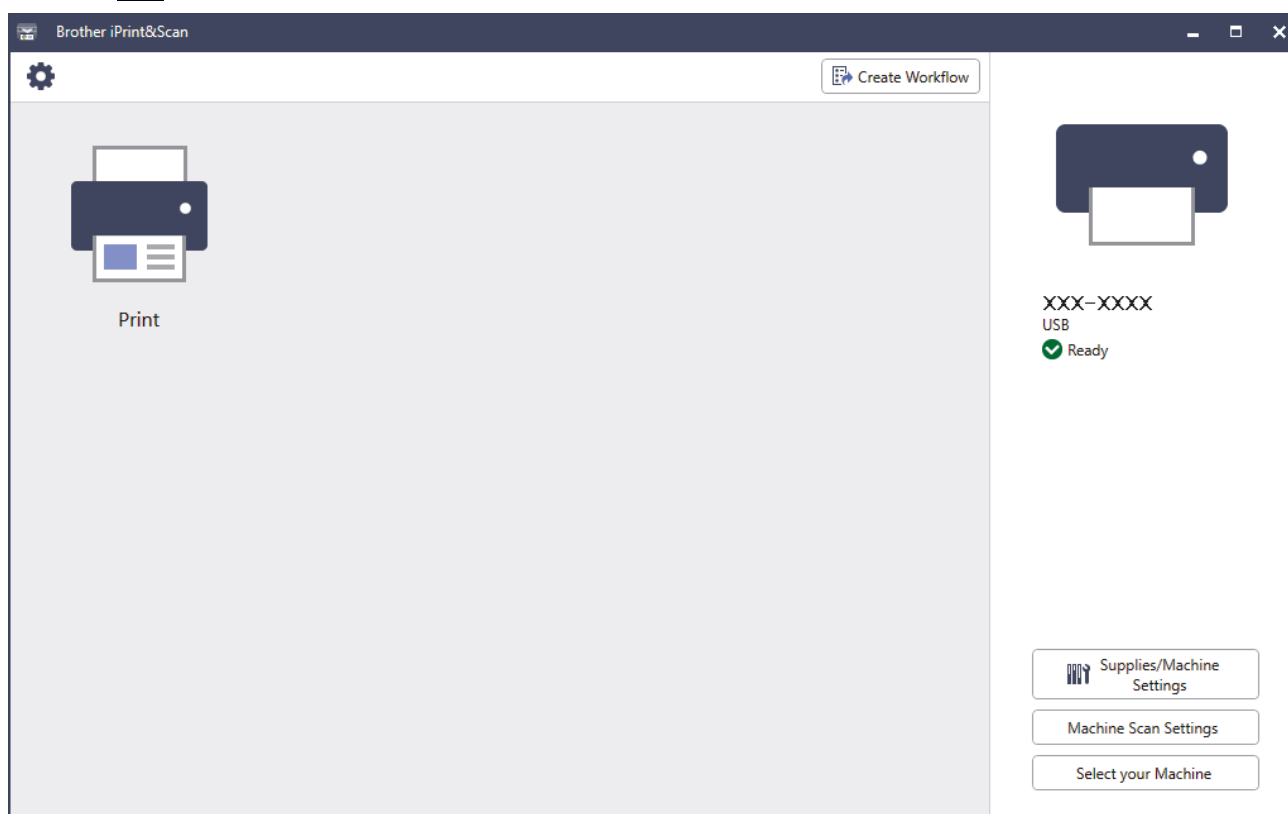 Brother iPrint&Scan
Create Workflow
Print
XXX-XXXX
USB
Ready
Supplies/Machine
Settings
Machine Scan Settings
Select your Machine